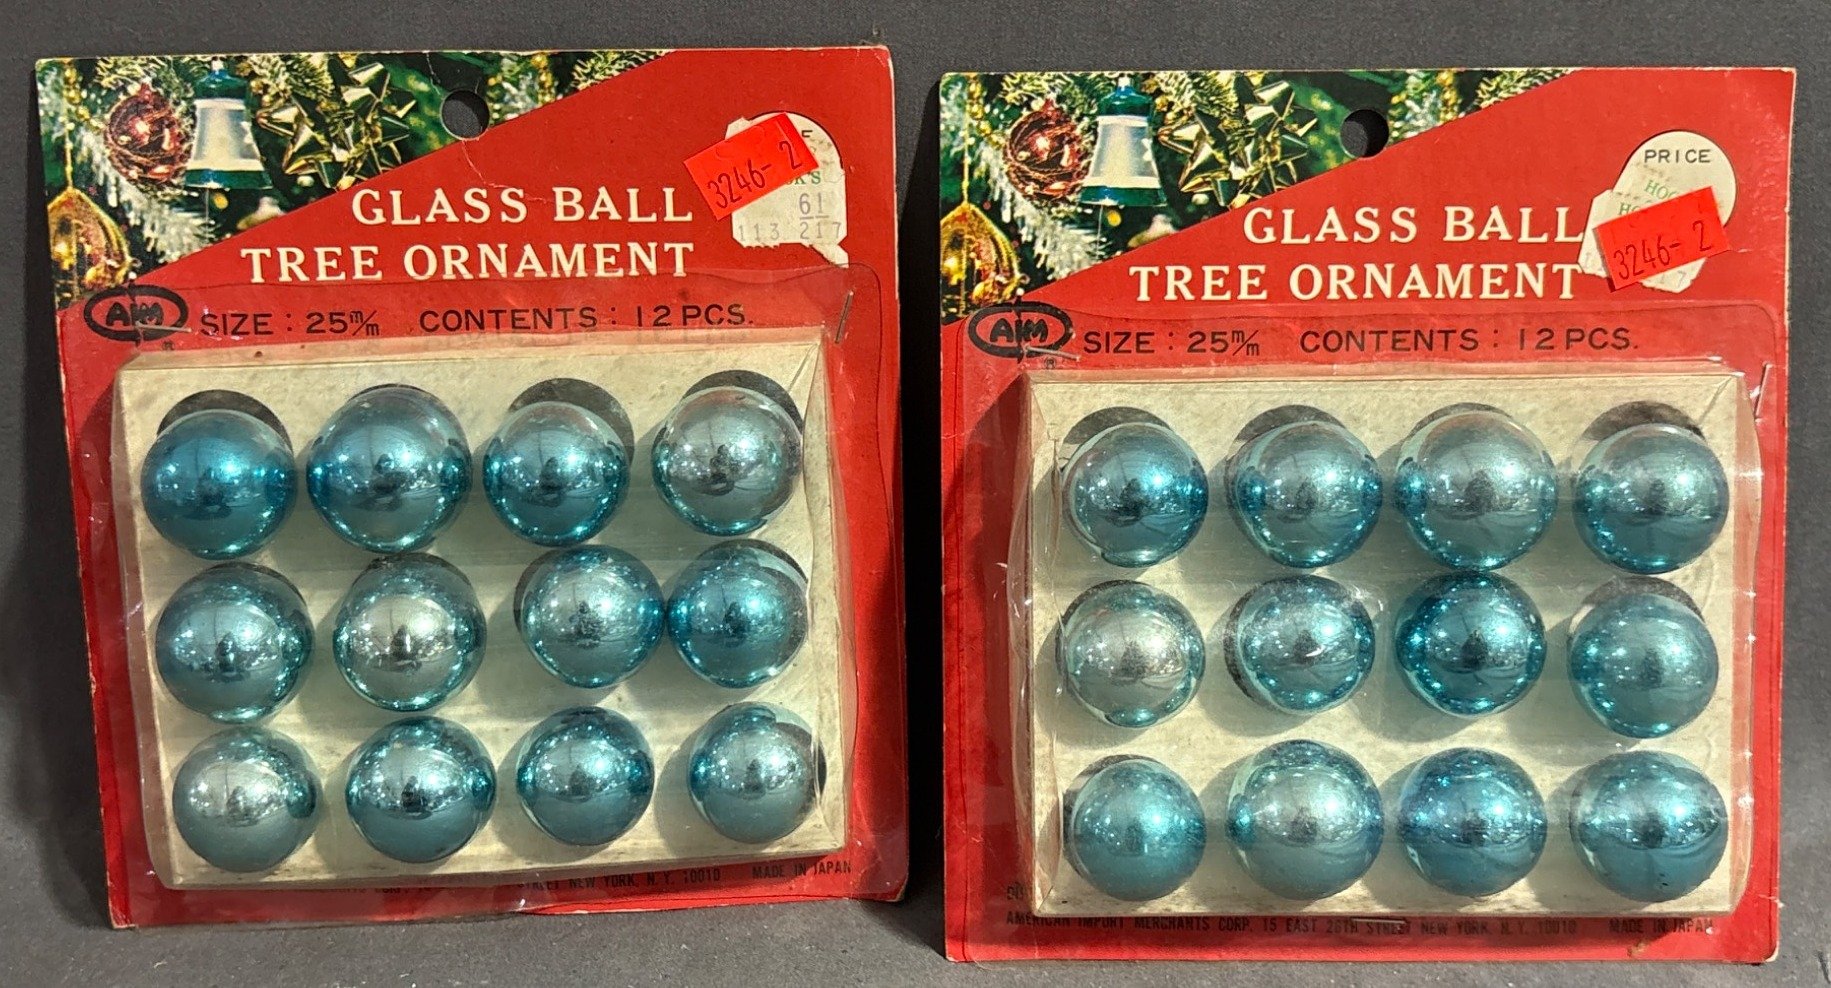 GLASS BALL
TREE ORNAMENT
AIM
®
SIZE : 25m/m CONTENTS : 12 PCS.
3246-2
61
113 217
STREET NEW YORK, N. Y. 10010 MADE IN JAPAN
PRICE
GLASS BALL
TREE ORNAMENT
3246-2
AIM
®
SIZE : 25m/m CONTENTS : 12 PCS.
AMERICAN IMPORT MERCHANTS CORP. 15 EAST 26TH STREET NEW YORK, N. Y. 10010 MADE IN JAPAN